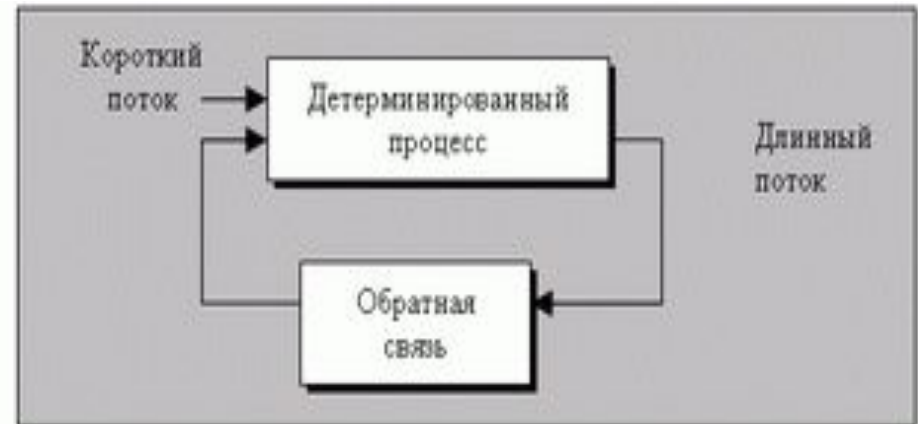 Короткий
поток
Детерминированный
процесс
Длинный
поток
Обратная
связь